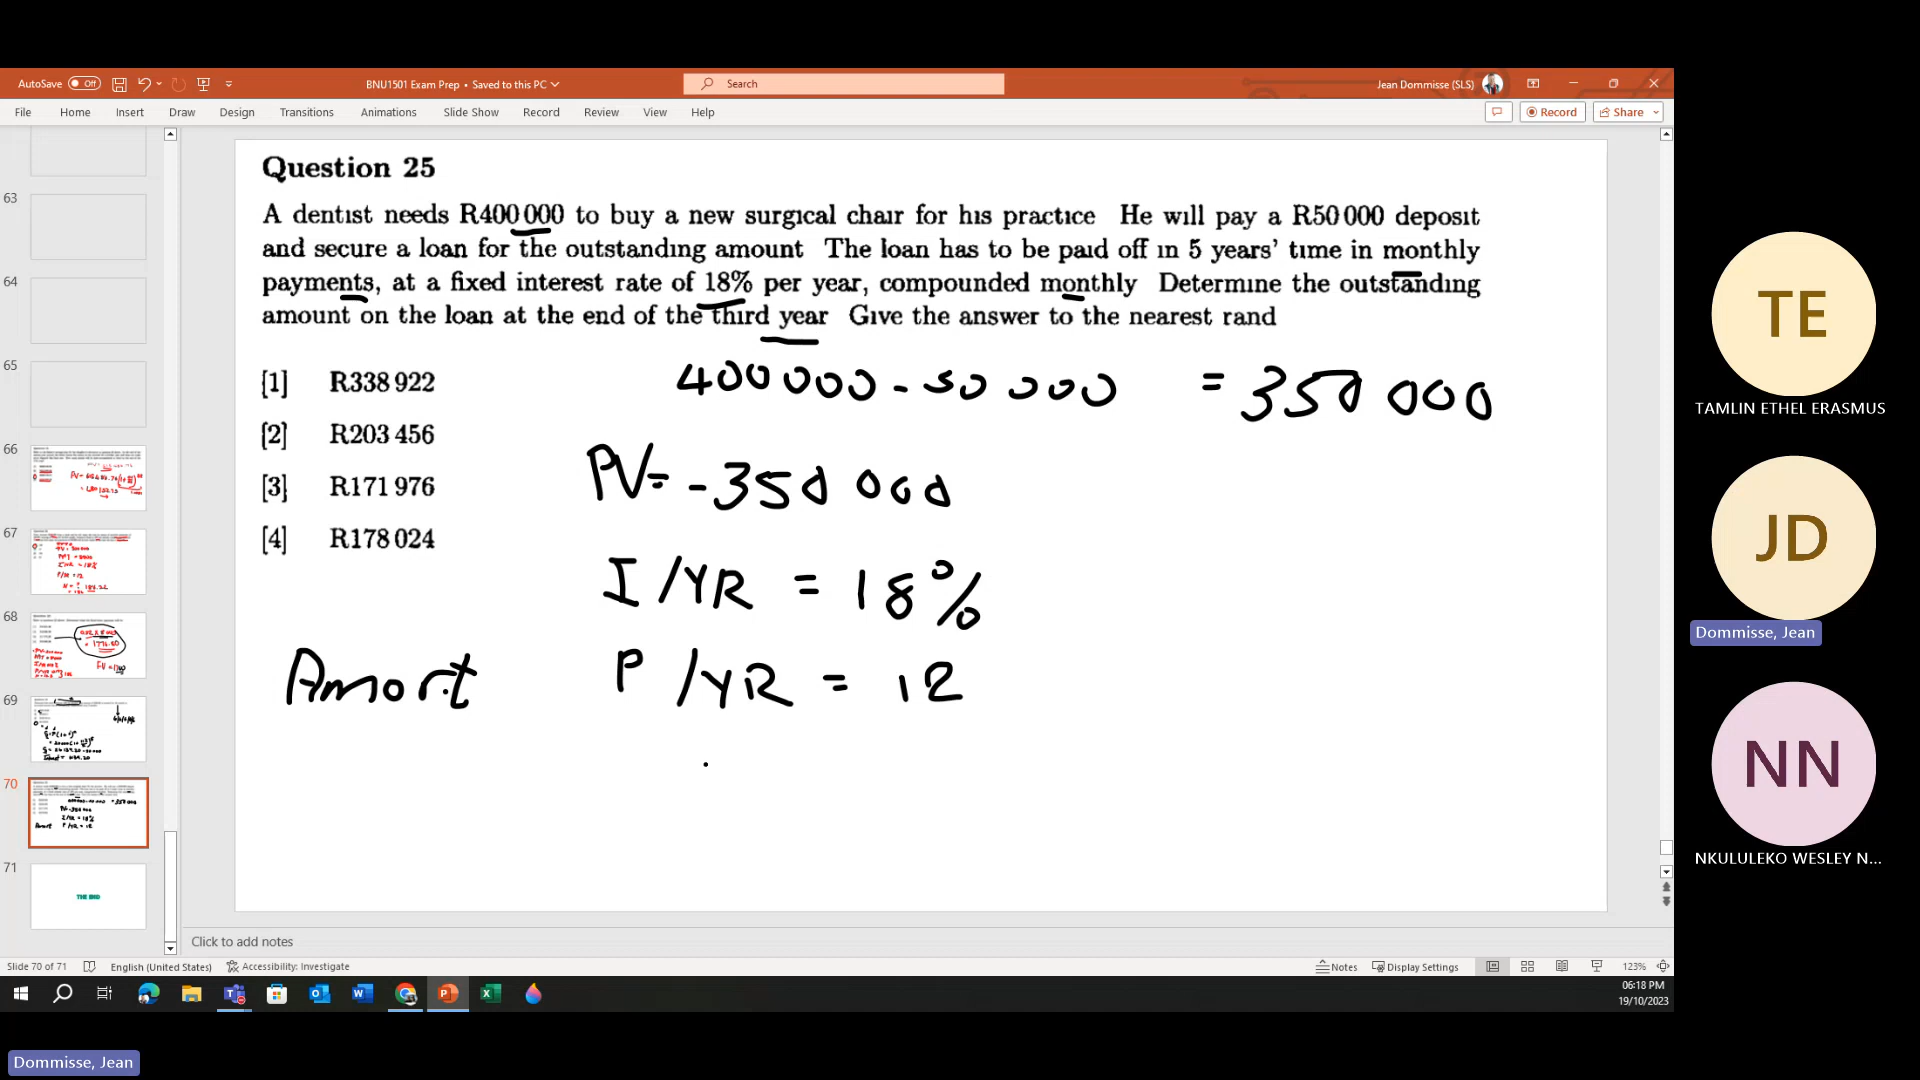 AutoSave Off
BNU1501 Exam Prep • Saved to this PC
Search
Jean Dommisse (SLS)
File Home Insert Draw Design Transitions Animations Slide Show Record Review View Help
Record
Share
63
64
65
66
67
68
69
70
71
THE END
Question 25
A dentist needs R400 000 to buy a new surgical chair for his practice He will pay a R50 000 deposit
and secure a loan for the outstanding amount The loan has to be paid off in 5 years' time in monthly
payments, at a fixed interest rate of 18% per year, compounded monthly Determine the outstanding
amount on the loan at the end of the third year Give the answer to the nearest rand
[1] R338 922
[2] R203 456
[3] R171 976
[4] R178 024
400 000 - 50 000 = 350 000
PV= -350 000
I/YR = 18%
Amort
P/YR = 12
Click to add notes
Slide 70 of 71
English (United States)
Accessibility: Investigate
Notes
Display Settings
123%
06:18 PM
19/10/2023
TE
TAMLIN ETHEL ERASMUS
JD
Dommisse, Jean
NN
NKULULEKO WESLEY N...
Dommisse, Jean